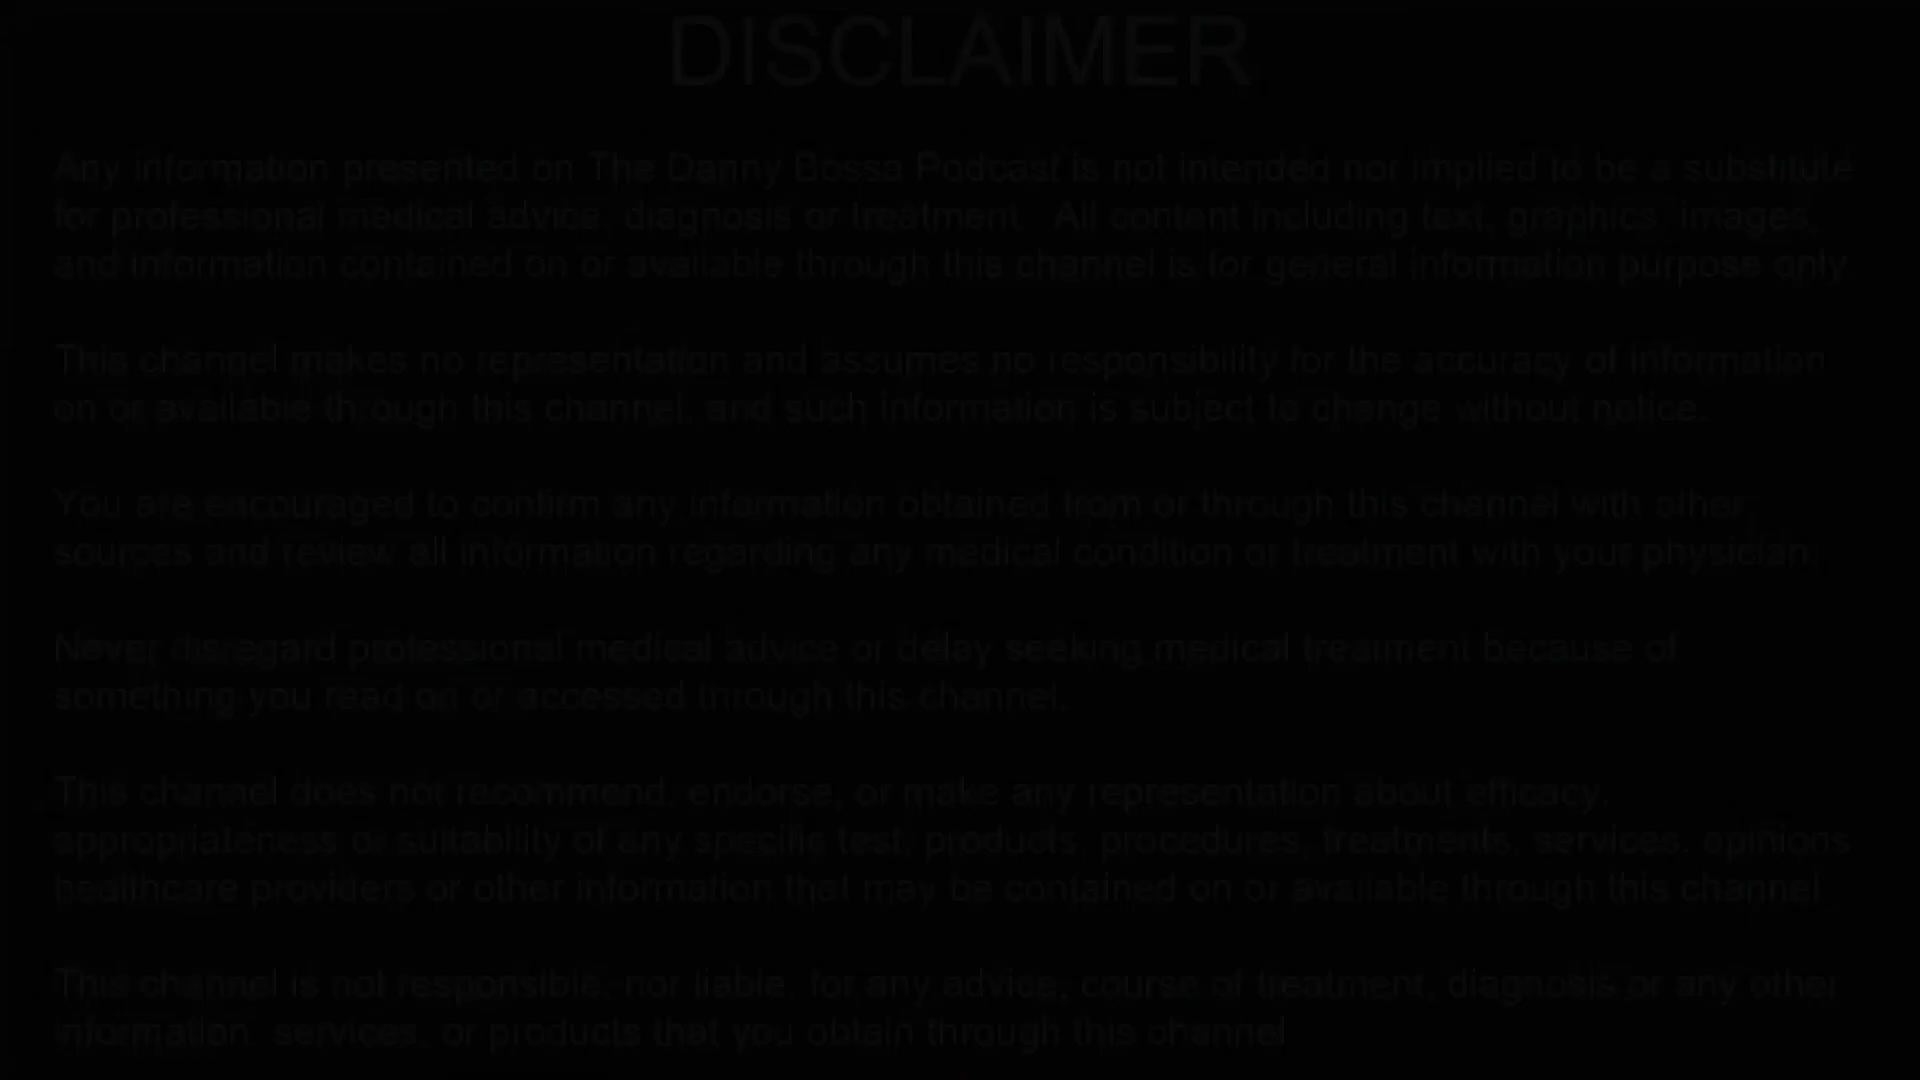 DISCLAIMER
Any information presented on The Danny Bossa Podcast is not intended nor implied to be a substitute
for professional medical advice, diagnosis or treatment. All content including text, graphics, images,
and information contained on or available through this channel is for general information purpose only.
This channel makes no representation and assumes no responsibility for the accuracy of information
on or available through this channel, and such information is subject to change without notice.
You are encouraged to confirm any information obtained from or through this channel with other
sources and review all information regarding any medical condition or treatment with your physician.
Never disregard professional medical advice or delay seeking medical treatment because of
something you read on or accessed through this channel.
This channel does not recommend, endorse, or make any representation about efficacy,
appropriateness or suitability of any specific test, products, procedures, treatments, services, opinions
healthcare providers or other information that may be contained on or available through this channel
This channel is not responsible, nor liable, for any advice, course of treatment, diagnosis or any other
information, services, or products that you obtain through this channel